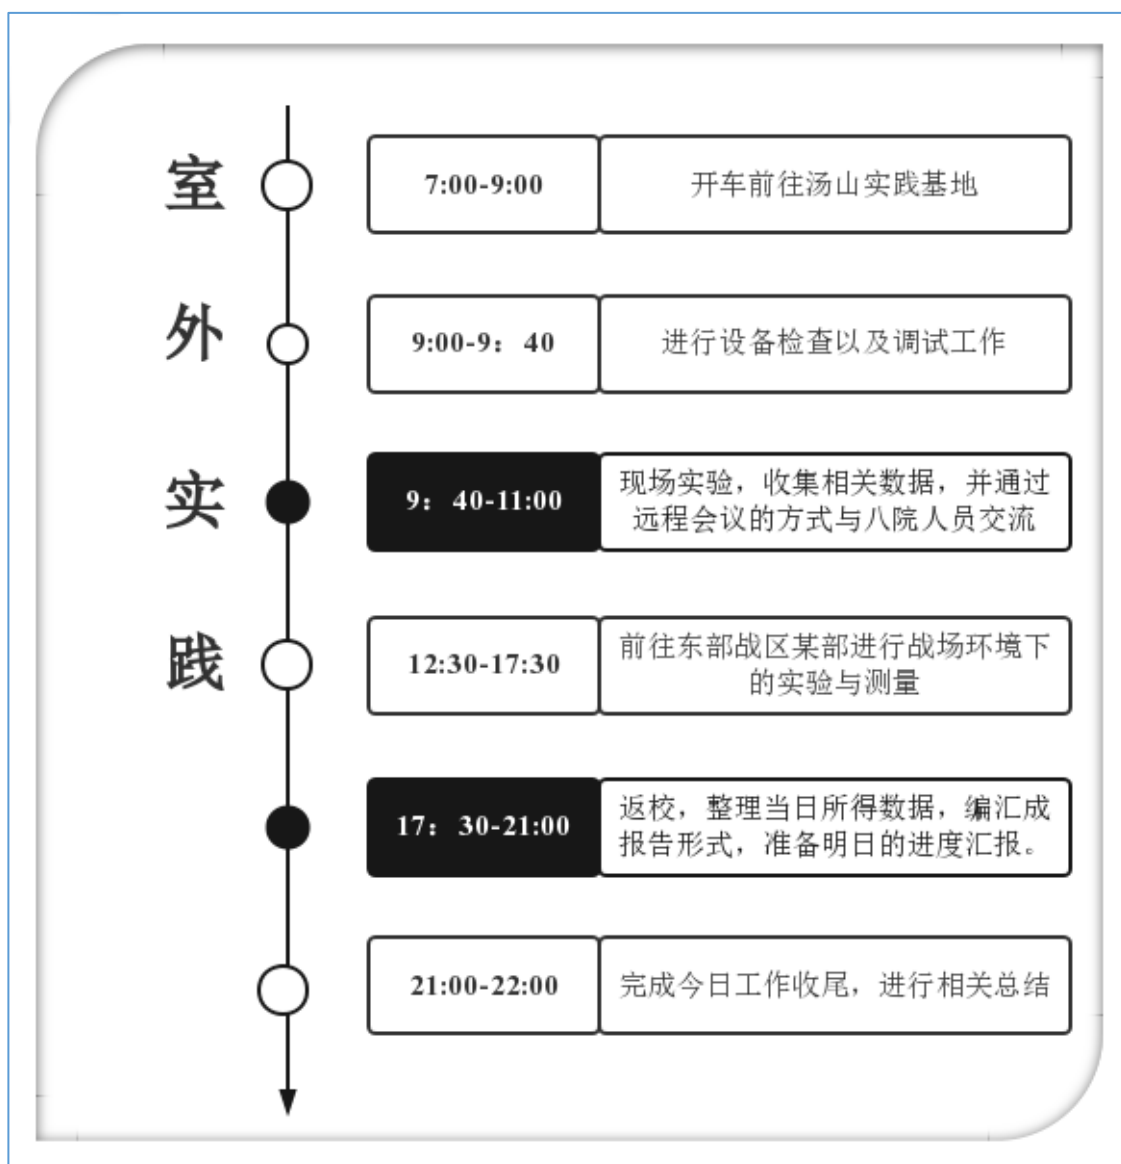 室外实践
7:00-9:00
开车前往汤山实践基地
9:00-9：40
进行设备检查以及调试工作
9：40-11:00
现场实验，收集相关数据，并通过
远程会议的方式与八院人员交流
12:30-17:30
前往东部战区某部进行战场环境下
的实验与测量
17：30-21:00
返校，整理当日所得数据，编汇成
报告形式，准备明日的进度汇报。
21:00-22:00
完成今日工作收尾，进行相关总结